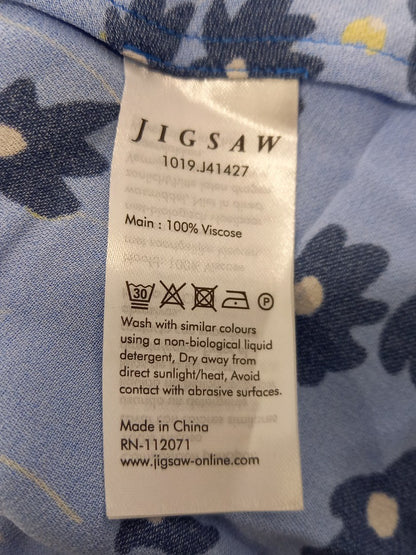 JIGSAW
1019.J41427
Main : 100% Viscose
30
P
Wash with similar colours
using a non-biological liquid
detergent, Dry away from
direct sunlight/heat, Avoid
contact with abrasive surfaces.
Made in China
RN-112071
www.jigsaw-online.com